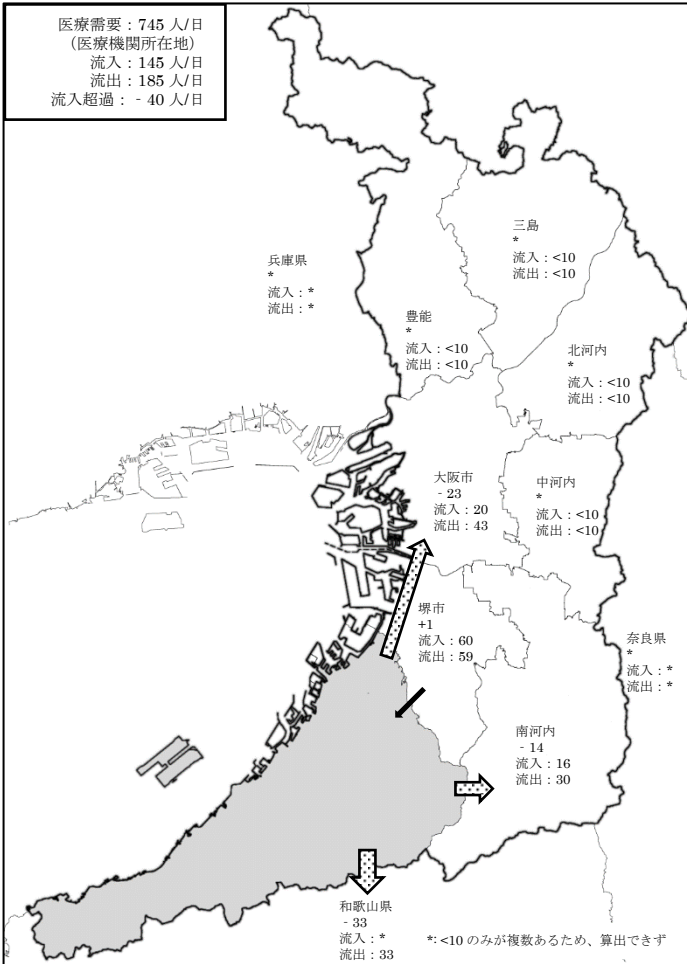 医療需要：745 人/日
（医療機関所在地）
流入：145 人/日
流出：185 人/日
流入超過：‐40 人/日
三島
*
流入：<10
流出：<10
兵庫県
*
流入：*
流出：*
豊能
*
流入：<10
流出：<10
北河内
*
流入：<10
流出：<10
大阪市
‐23
流入：20
流出：43
中河内
*
流入：<10
流出：<10
堺市
+1
流入：60
流出：59
奈良県
*
流入：*
流出：*
南河内
‐14
流入：16
流出：30
和歌山県
‐33
流入：*
流出：33
*：<10 のみが複数あるため、算出できず